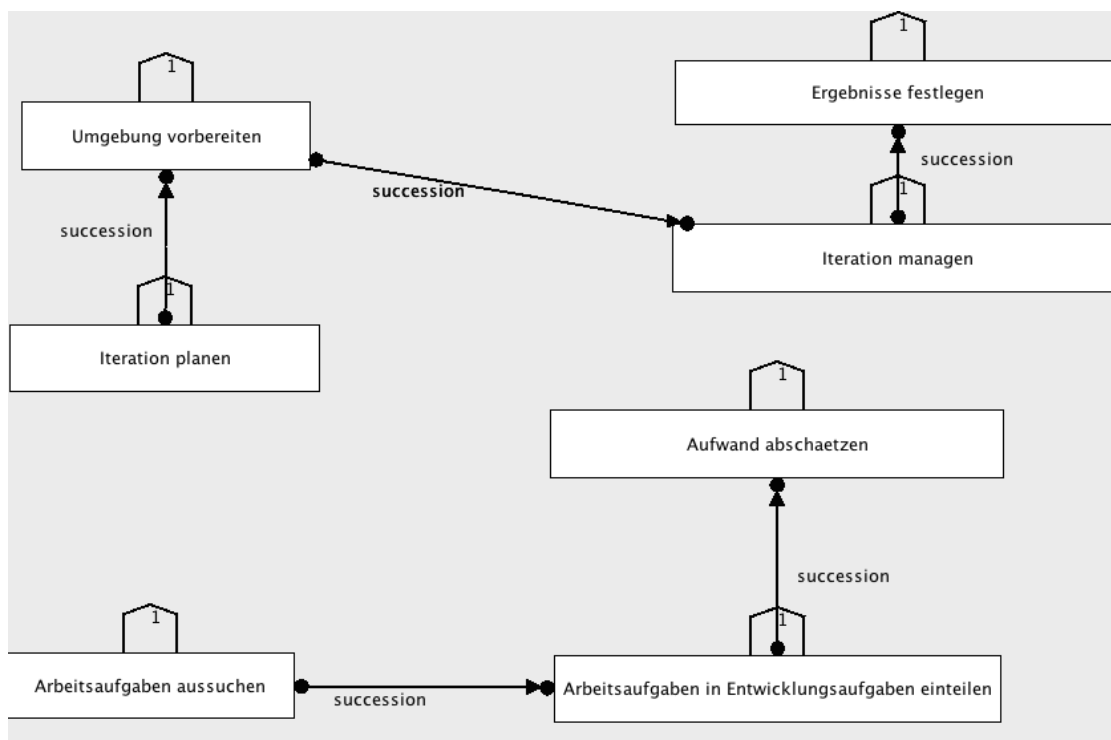 1
Ergebnisse festlegen
1
Umgebung vorbereiten
succession
1
succession
succession
1
Iteration managen
Iteration planen
1
Aufwand abschaetzen
succession
1
1
Arbeitsaufgaben aussuchen
succession
Arbeitsaufgaben in Entwicklungsaufgaben einteilen